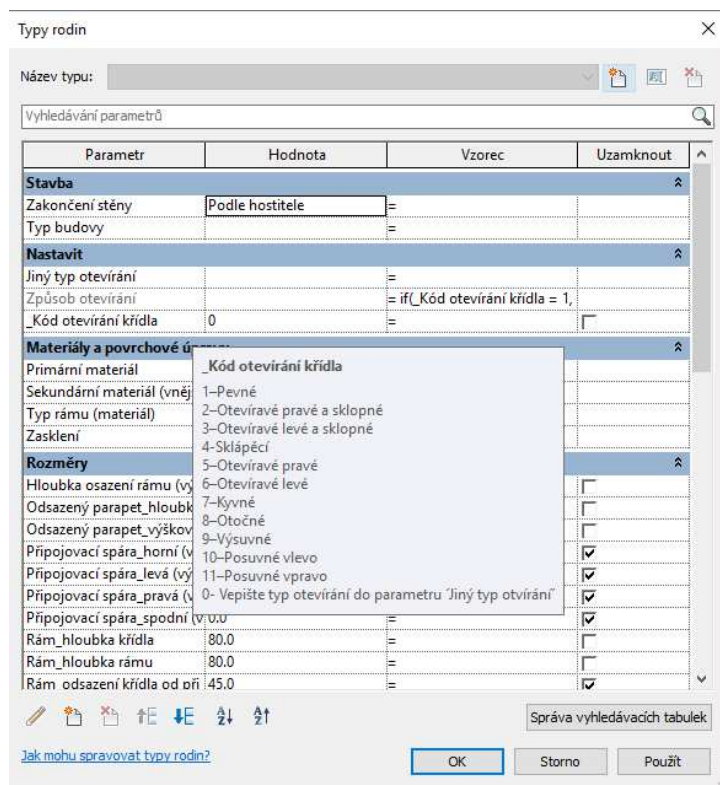 Typy rodin
Název typu:
Vyhledávání parametrů
Parametr Hodnota Vzorec Uzamknout
Stavba
Zakončení stěny Podle hostitele =
Typ budovy =
Nastavit
Jiný typ otevírání =
Způsob otevírání = if(_Kód otevírání křídla = 1,
_Kód otevírání křídla 0 =
Materiály a povrchové
Primární materiál
Sekundární materiál (vněj
Typ rámu (materiál)
Zasklení
Rozměry
Hloubka osazení rámu (vý
Odsazený parapet_hloubk
Odsazený parapet_výškov
Připojovací spára_horní (v
Připojovací spára_levá (vý
Připojovací spára_pravá (v
Připojovací spára_spodní (v 0.0 =
Rám_hloubka křídla 80.0 =
Rám_hloubka rámu 80.0 =
Rám_odsazení křídla od při 45.0 =
_Kód otevírání křídla
1–Pevné
2–Otevíravé pravé a sklopné
3–Otevíravé levé a sklopné
4-Sklápěcí
5–Otevíravé pravé
6–Otevíravé levé
7–Kyvné
8–Otočné
9–Výsuvné
10–Posuvné vlevo
11–Posuvné vpravo
0- Vepište typ otevírání do parametru ´Jiný typ otvírání˝
Správa vyhledávacích tabulek
Jak mohu spravovat typy rodin?
OK Storno Použít